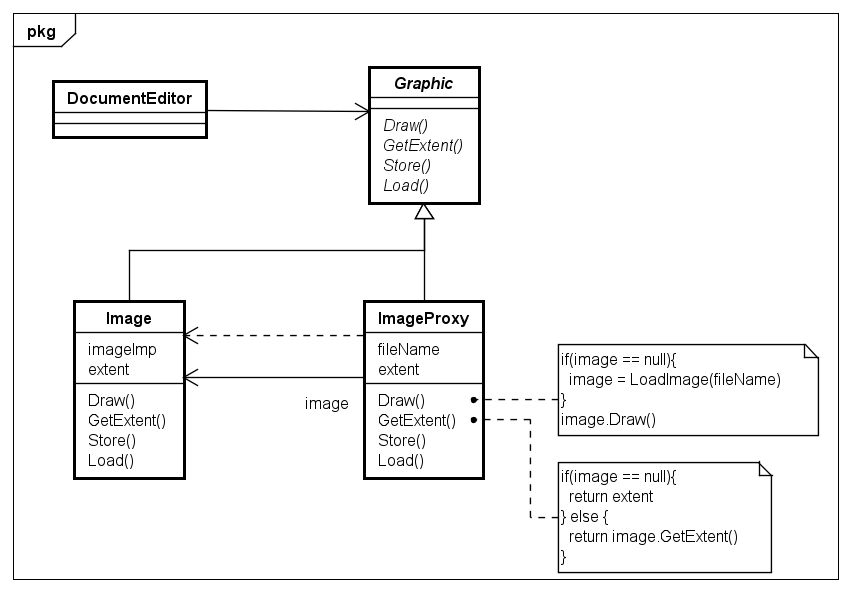 pkg
DocumentEditor
Graphic
Draw()
GetExtent()
Store()
Load()
Image
imageImp
extent
Draw()
GetExtent()
Store()
Load()
image
ImageProxy
fileName
extent
Draw()
GetExtent()
Store()
Load()
if(image == null){
image = LoadImage(fileName)
}
image.Draw()
if(image == null){
return extent
} else {
return image.GetExtent()
}